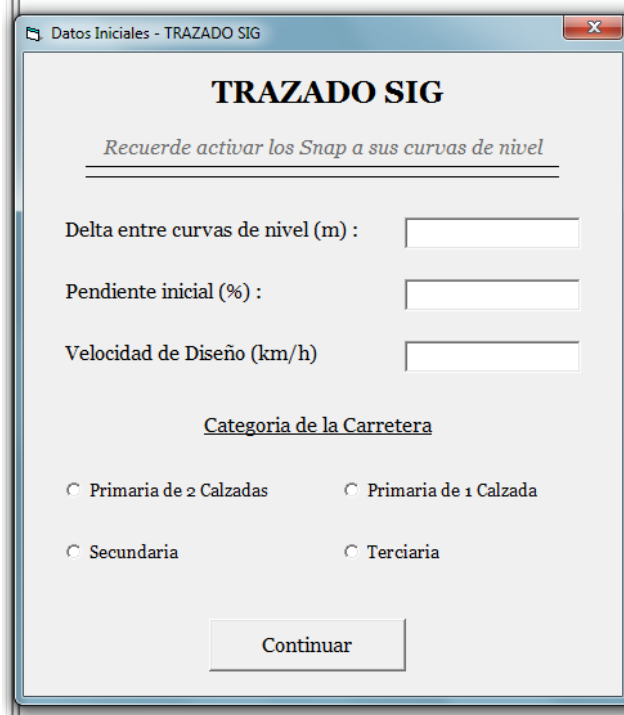 Datos Iniciales - TRAZADO SIG
TRAZADO SIG
Recuerde activar los Snap a sus curvas de nivel
Delta entre curvas de nivel (m) :
Pendiente inicial (%) :
Velocidad de Diseño (km/h)
Categoria de la Carretera
Primaria de 2 Calzadas Primaria de 1 Calzada
Secundaria Terciaria
Continuar